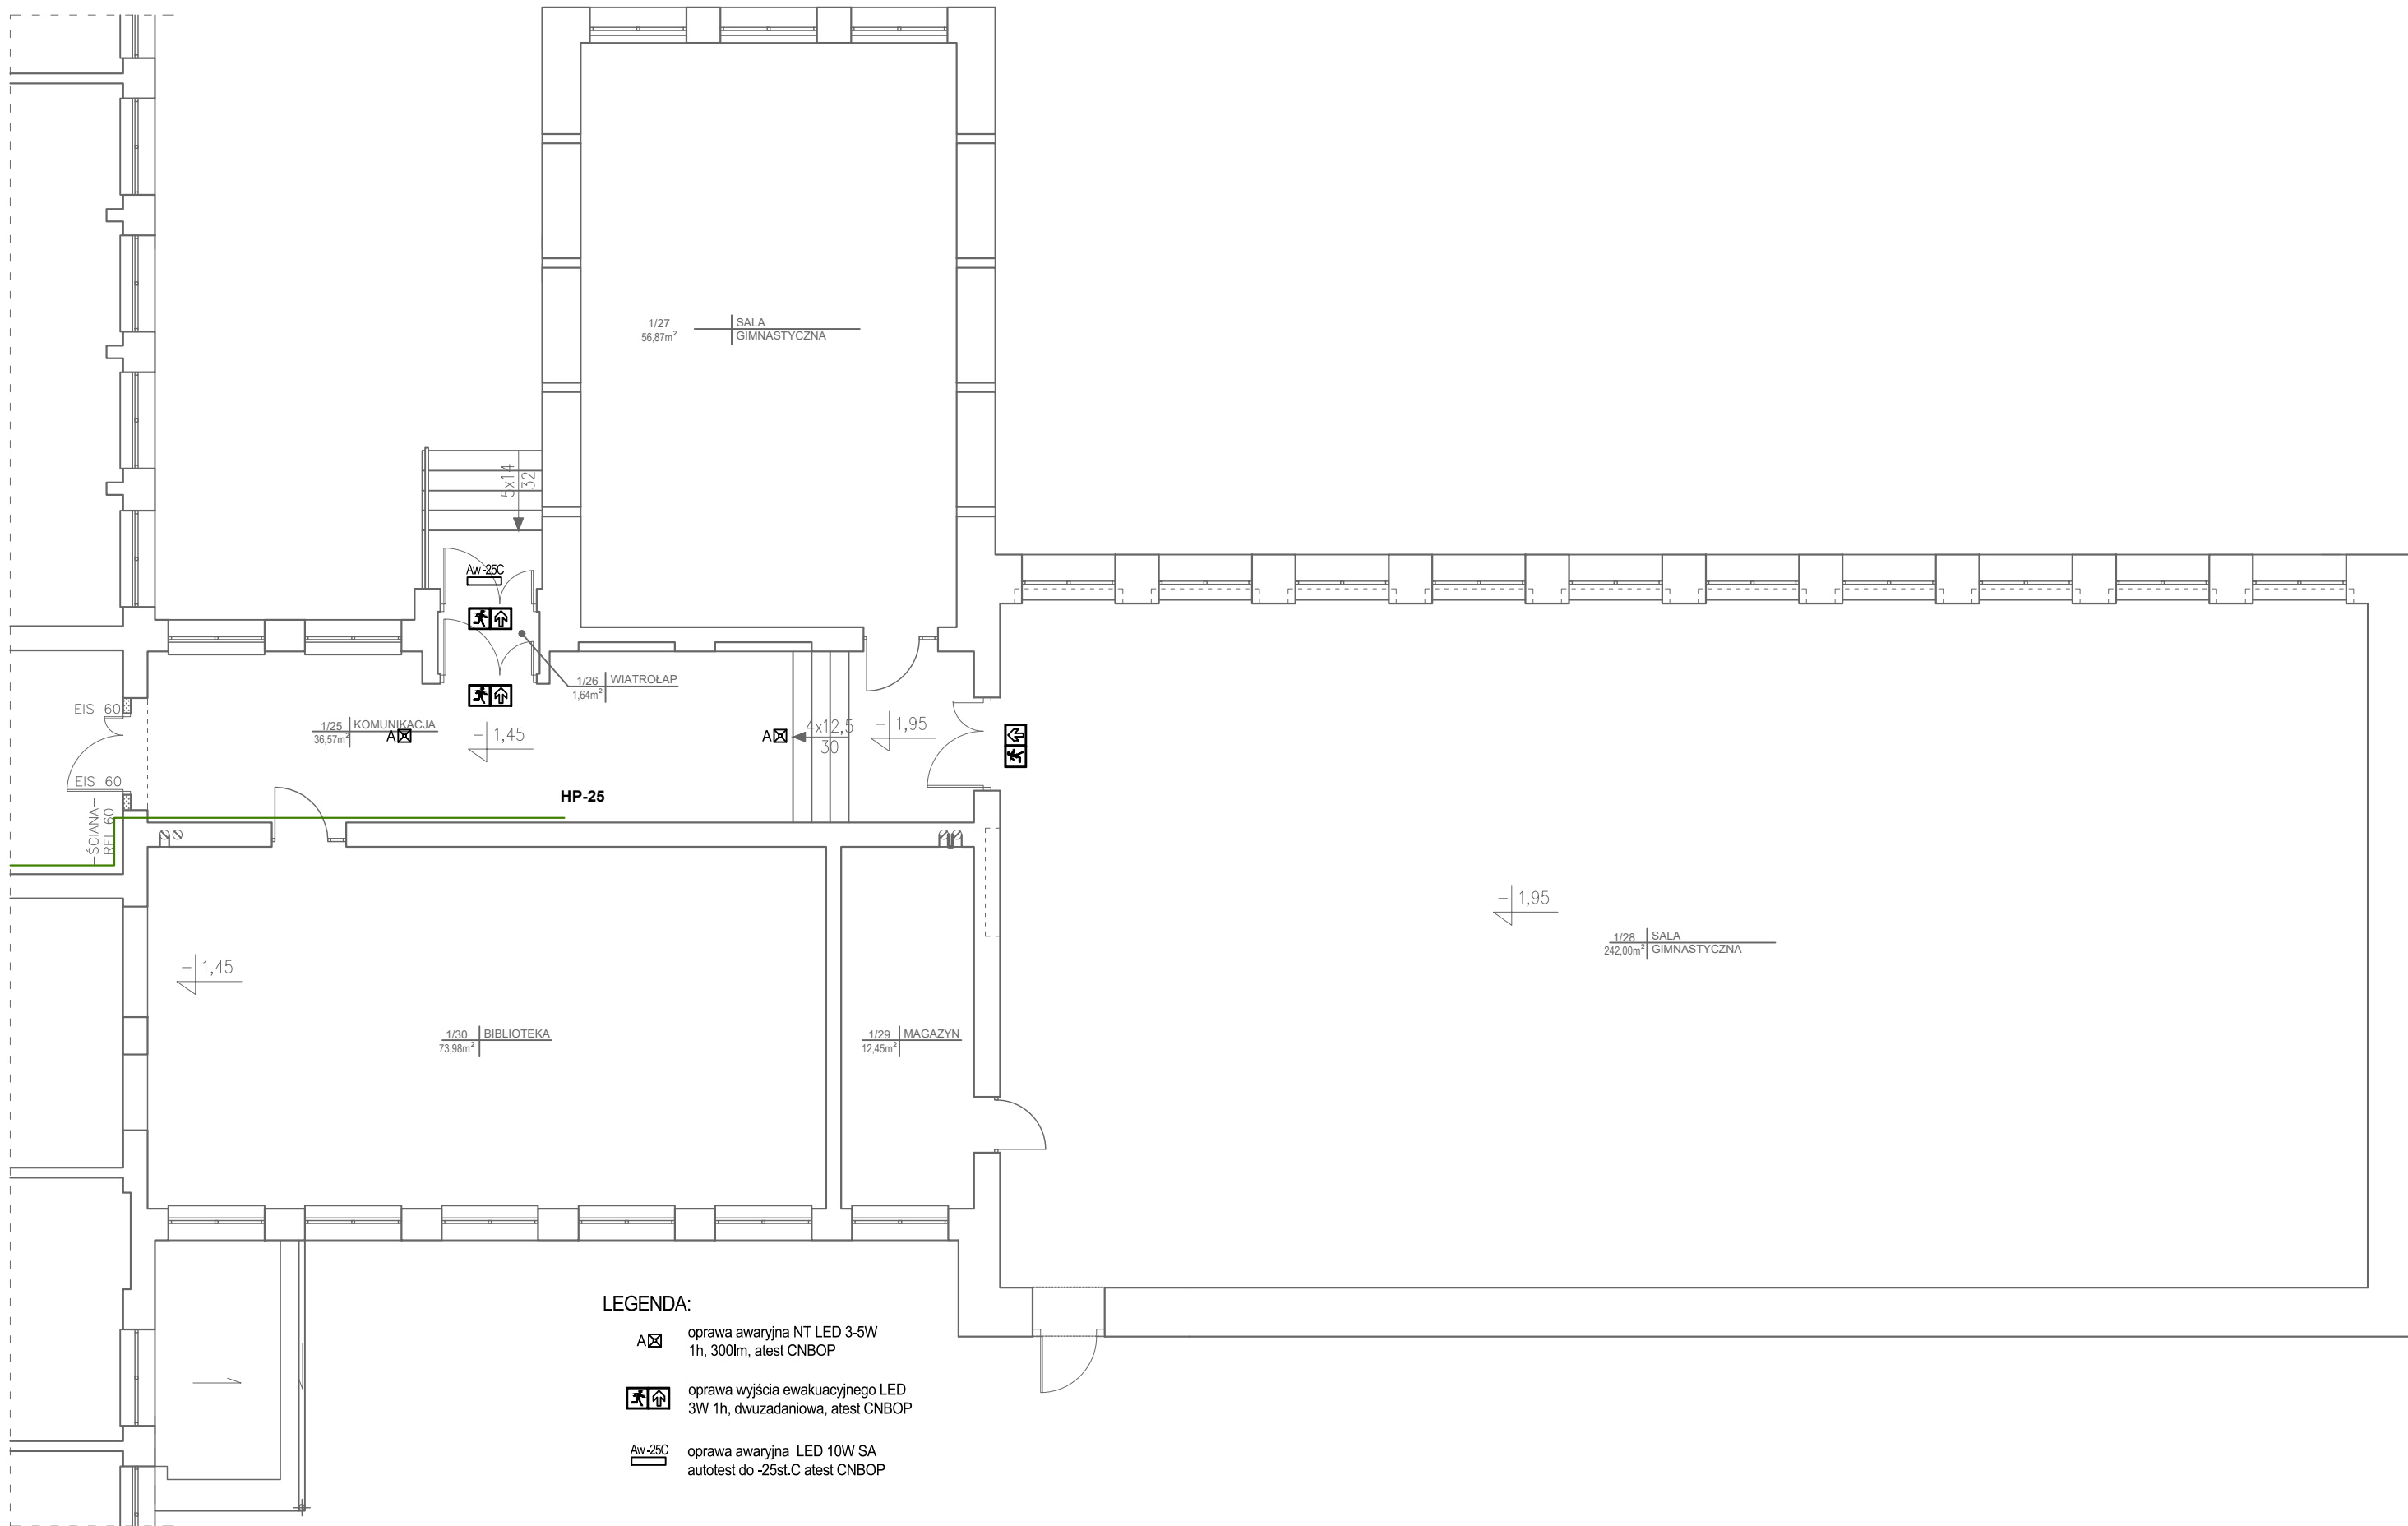 1/27 SALA
56,87m² GIMNASTYCZNA
5x14
32
Aw-25C
1/26 WIATROŁAP
1,64m²
EIS 60
1/25 KOMUNIKACJA
36,57m²
A
- 1,45
A
4x12,5
30
- 1,95
EIS 60
HP-25
-ŚCIANA-
REI 60
- 1,95
1/28 SALA
242,00m² GIMNASTYCZNA
- 1,45
1/30 BIBLIOTEKA
73,98m²
1/29 MAGAZYN
12,45m²
LEGENDA:
A oprawa awaryjna NT LED 3-5W
1h, 300lm, atest CNBOP
oprawa wyjścia ewakuacyjnego LED
3W 1h, dwuzadaniowa, atest CNBOP
Aw-25C oprawa awaryjna LED 10W SA
autotest do -25st.C atest CNBOP